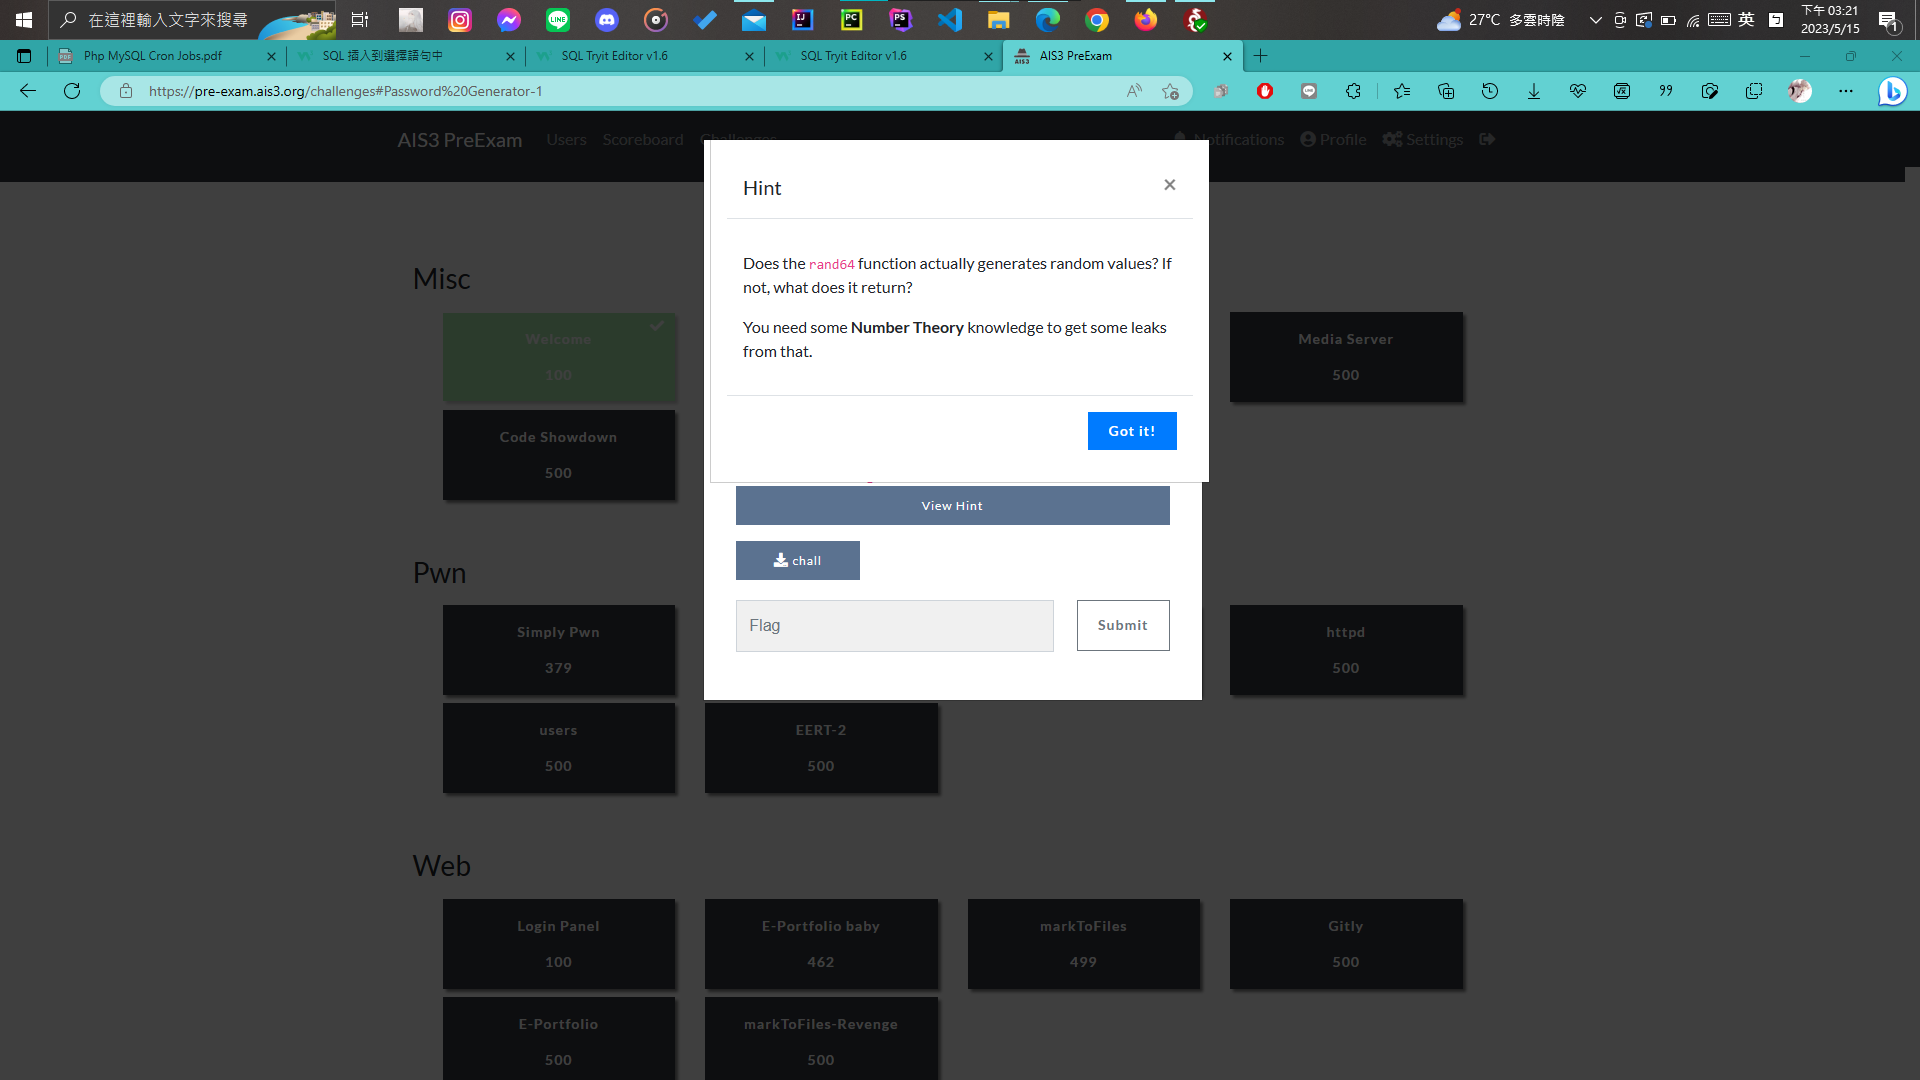 在這裡輸入文字來搜尋
27°C 多雲時陰
英
下午 03:21
2023/5/15
1
Php MySQL Cron Jobs.pdf
SQL 插入到選擇語句中
SQL Tryit Editor v1.6
SQL Tryit Editor v1.6
AIS3 PreExam
https://pre-exam.ais3.org/challenges#Password%20Generator-1
AIS3 PreExam
Users
Scoreboard
Challenges
Notifications
Profile
Settings
Hint
×
Does the rand64 function actually generates random values? If
not, what does it return?
You need some Number Theory knowledge to get some leaks
from that.
Got it!
View Hint
chall
Flag
Submit
Misc
Welcome
100
Media Server
500
Code Showdown
500
Pwn
Simply Pwn
379
httpd
500
users
500
EERT-2
500
Web
Login Panel
100
E-Portfolio baby
462
markToFiles
499
Gitly
500
E-Portfolio
500
markToFiles-Revenge
500